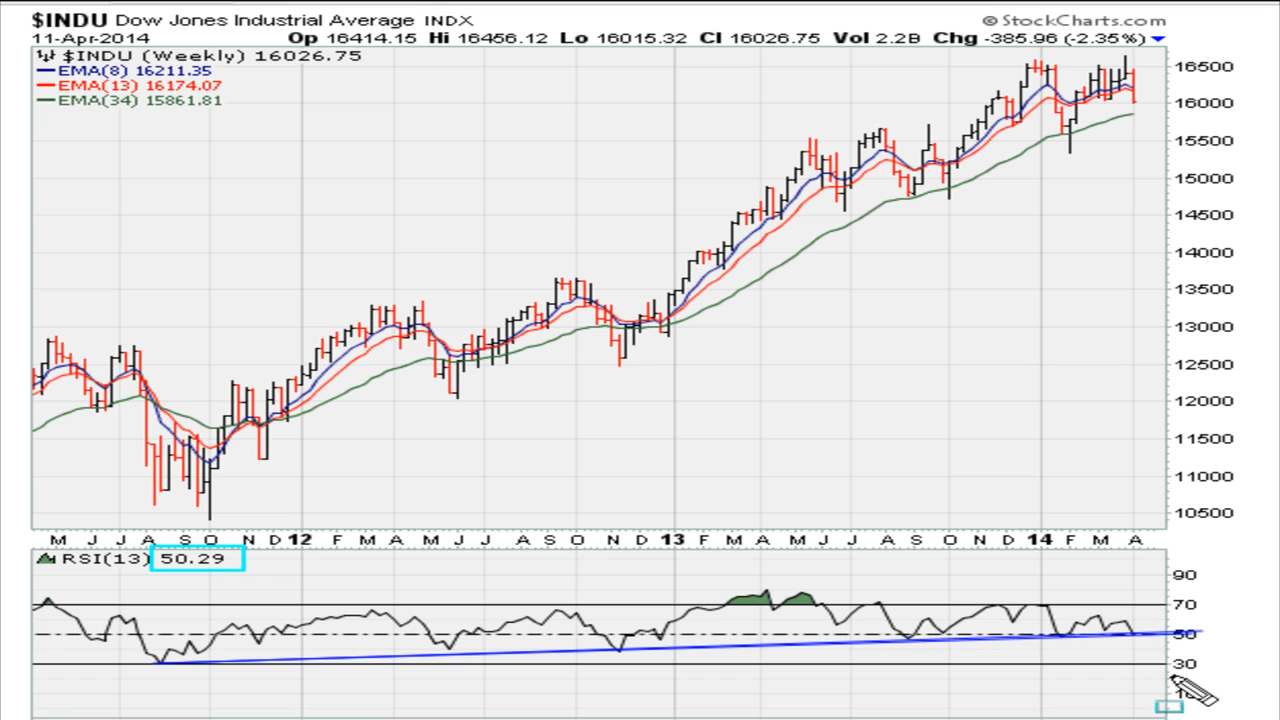 $INDU Dow Jones Industrial Average INDX © StockCharts.com
11-Apr-2014 Op 16414.15 Hi 16456.12 Lo 16015.32 Cl 16026.75 Vol 2.2B Chg -385.96 (-2.35%)
$INDU (Weekly) 16026.75
EMA(8) 16211.35
EMA(13) 16174.07
EMA(34) 15861.81
16500
16000
15500
15000
14500
14000
13500
13000
12500
12000
11500
11000
10500
M J J A S O N D 12 F M A M J J A S O N D 13 F M A M J J A S O N D 14 F M A
RSI(13) 50.29
90
70
50
30